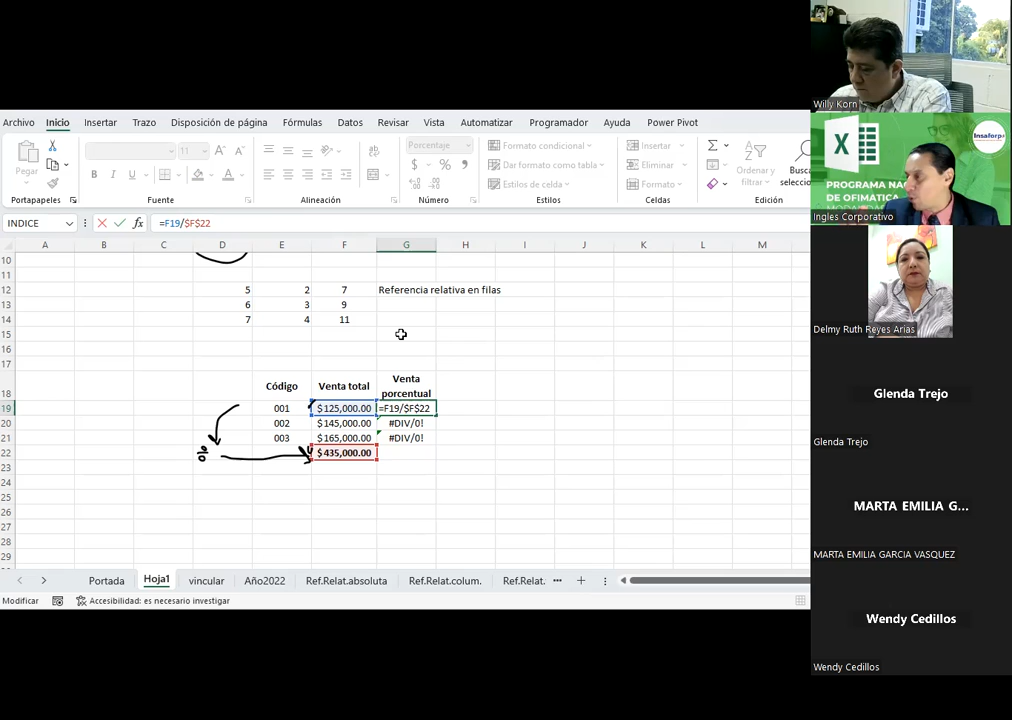 Archivo Inicio Insertar Trazo Disposición de página Fórmulas Datos Revisar Vista Automatizar Programador Ayuda Power Pivot
Pegar
11
Porcentaje
Formato condicional
Dar formato como tabla
Estilos de celda
Insertar
Eliminar
Formato
Ordenar y
filtrar
Busca
seleccio
Portapapeles Fuente Alineación Número Estilos Celdas
INDICE =F19/$F$22
A B C D E F G H I J K L M
10
11
12 5 2 7 Referencia relativa en filas
13 6 3 9
14 7 4 11
15
16
17
18 Código Venta total Venta porcentual
19 001 $125,000.00 =F19/$F$22
20 002 $145,000.00 #DIV/0!
21 003 $165,000.00 #DIV/0!
22 $435,000.00
23
24
25
26
27
28
29
Portada Hoja1 vincular Año2022 Ref.Relat.absoluta Ref.Relat.colum. Ref.Relat.
Modificar Accesibilidad: es necesario investigar
Willy Korn
Insaforp
PROGRAMA NA
DE OFIMATICA
Ingles Corporativo
Delmy Ruth Reyes Arias
Glenda Trejo
Glenda Trejo
MARTA EMILIA G...
MARTA EMILIA GARCIA VASQUEZ
Wendy Cedillos
Wendy Cedillos